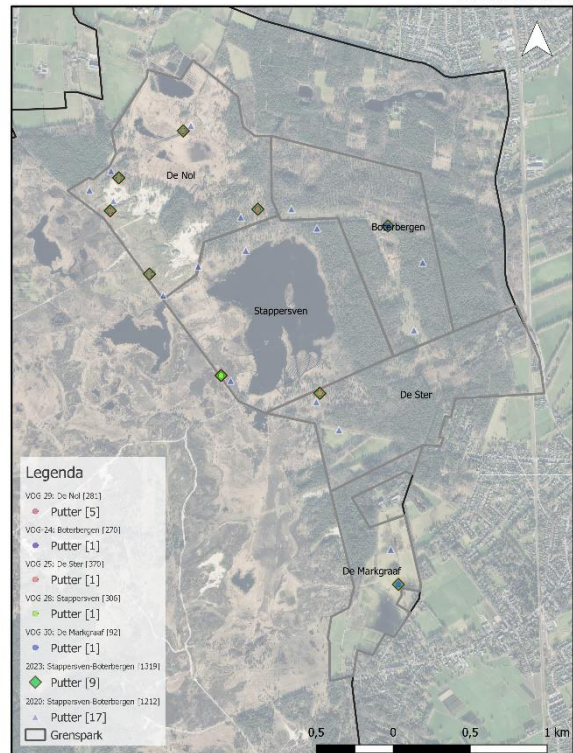 De Nol
Boterbergen
Stappersven
De Ster
De Markgraaf
Legenda
VOG 29: De Nol [281]
Putter [5]
VOG 24: Boterbergen [270]
Putter [1]
VOG 25: De Ster [370]
Putter [1]
VOG 28: Stappersven [306]
Putter [1]
VOG 30: De Markgraaf [92]
Putter [1]
2023: Stappersven-Boterbergen [1319]
Putter [9]
2020: Stappersven-Boterbergen [1212]
Putter [17]
Grenspark
0,5 0 0,5 1 km